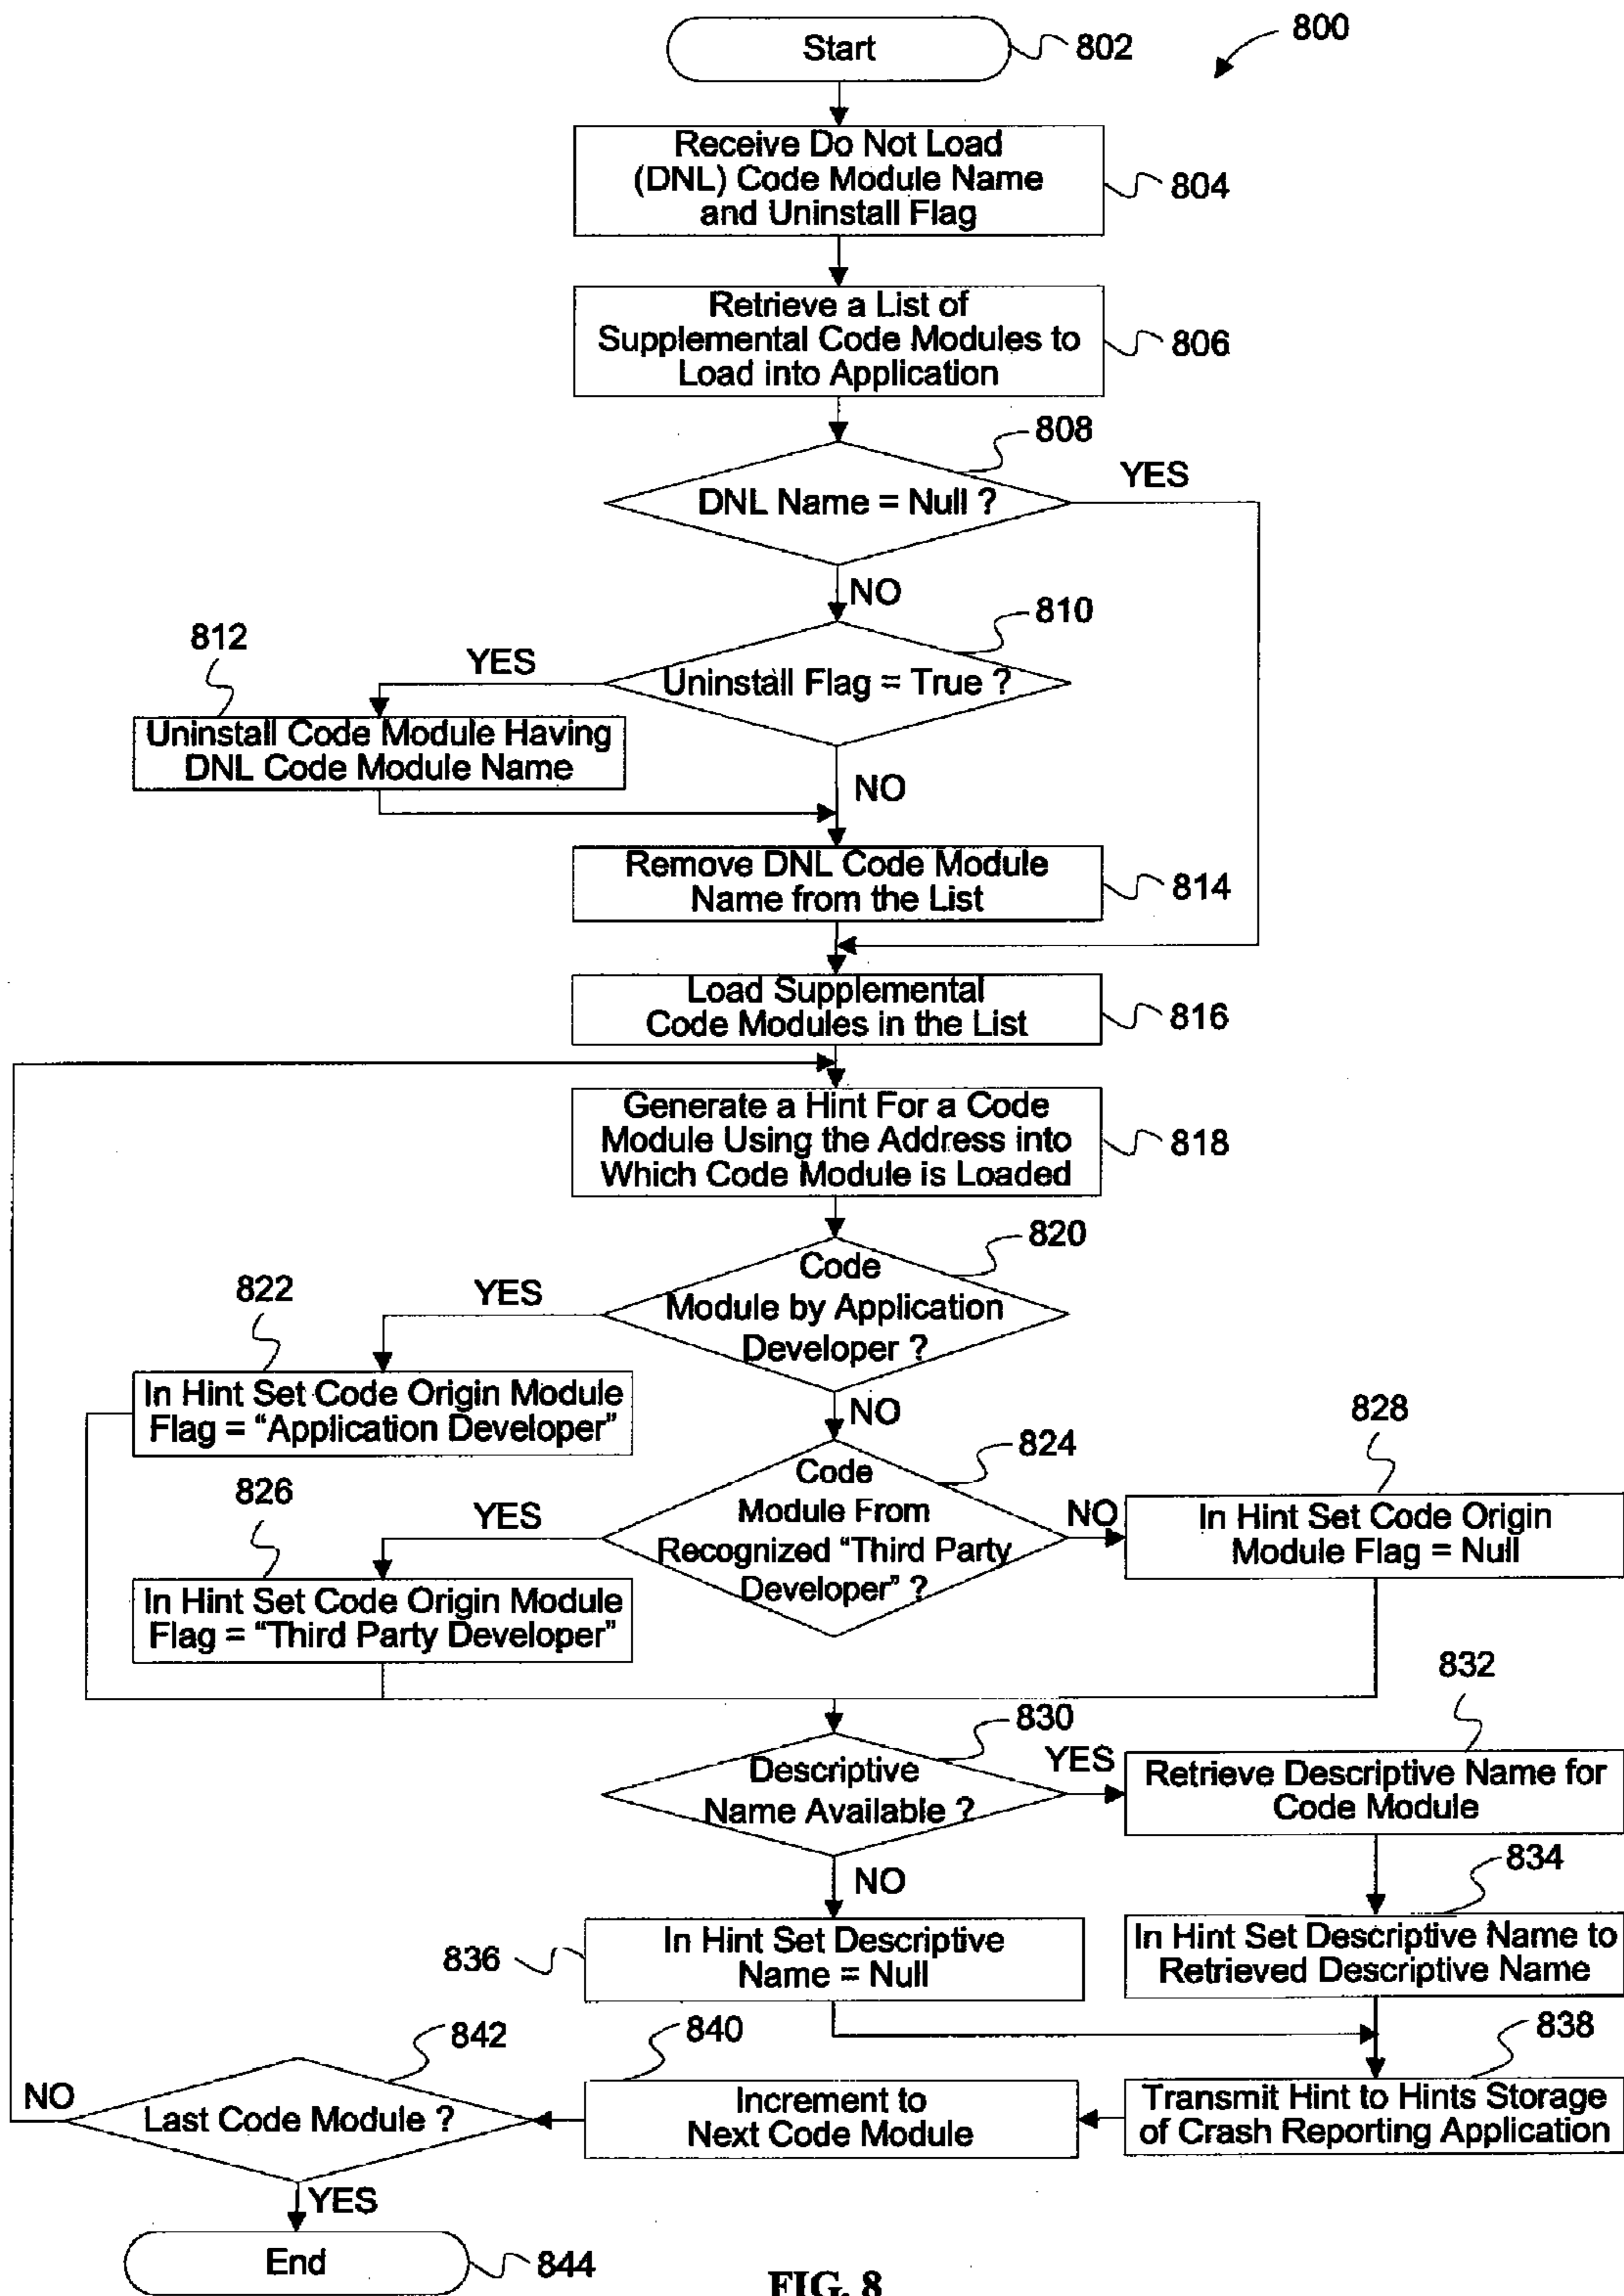 Start
802
800
Receive Do Not Load
(DNL) Code Module Name
and Uninstall Flag
804
Retrieve a List of
Supplemental Code Modules to
Load into Application
806
808
DNL Name = Null ?
YES
NO
810
Uninstall Flag = True ?
YES
812
Uninstall Code Module Having
DNL Code Module Name
NO
Remove DNL Code Module
Name from the List
814
Load Supplemental
Code Modules in the List
816
Generate a Hint For a Code
Module Using the Address into
Which Code Module is Loaded
818
820
Code
Module by Application
Developer ?
YES
822
In Hint Set Code Origin Module
Flag = “Application Developer”
NO
824
Code
Module From
Recognized “Third Party
Developer” ?
YES
826
In Hint Set Code Origin Module
Flag = “Third Party Developer”
NO
828
In Hint Set Code Origin
Module Flag = Null
830
Descriptive
Name Available ?
YES
832
Retrieve Descriptive Name for
Code Module
834
In Hint Set Descriptive Name to
Retrieved Descriptive Name
NO
836
In Hint Set Descriptive
Name = Null
838
Transmit Hint to Hints Storage
of Crash Reporting Application
840
Increment to
Next Code Module
842
Last Code Module ?
NO
YES
End
844
FIG. 8